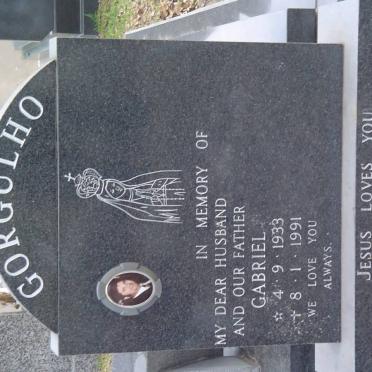 GORGULHO
IN MEMORY OF
MY DEAR HUSBAND
AND OUR FATHER
GABRIEL
☆ 4 · 9 · 1933
✝ 8 · 1 · 1991
WE LOVE YOU
ALWAYS.
JESUS LOVES YOU